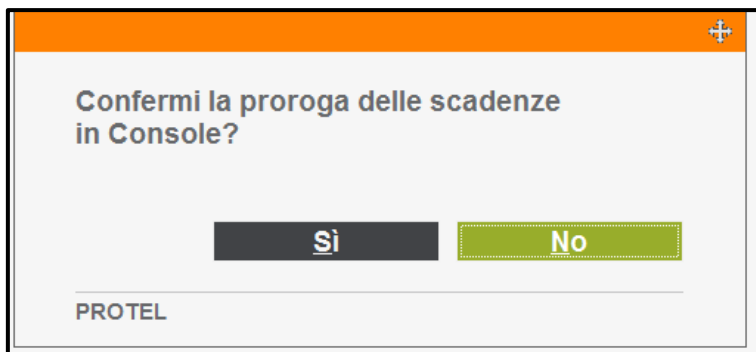 Confermi la proroga delle scadenze
in Console?
Sì
No
PROTEL